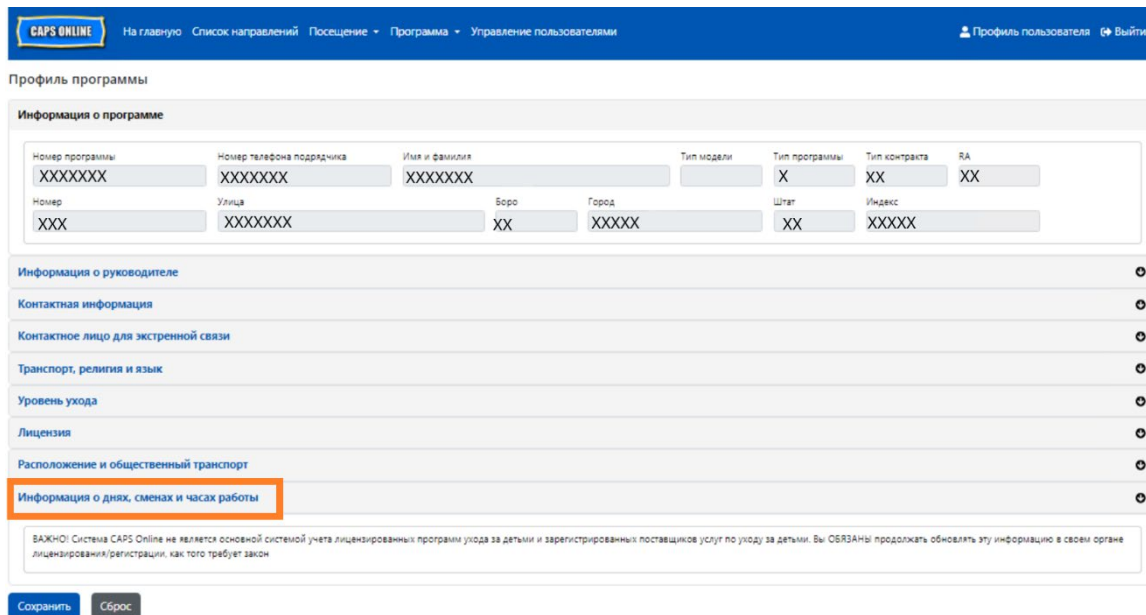 CAPS ONLINE На главную Список направлений Посещение Программа Управление пользователями Профиль пользователя Выйти
Профиль программы
Информация о программе
Номер программы Номер телефона подрядчика Имя и фамилия Тип модели Тип программы Тип контракта RA
XXXXXXX XXXXXXX XXXXXXX X XX XX
Номер Улица Боро Город Штат Индекс
XXX XXXXXXX XX XXXXX XX XXXXX
Информация о руководителе
Контактная информация
Контактное лицо для экстренной связи
Транспорт, религия и язык
Уровень ухода
Лицензия
Расположение и общественный транспорт
Информация о днях, сменах и часах работы
ВАЖНО! Система CAPS Online не является основной системой учета лицензированных программ ухода за детьми и зарегистрированных поставщиков услуг по уходу за детьми. Вы ОБЯЗАНЫ продолжать обновлять эту информацию в своем органе
лицензирования/регистрации, как того требует закон
Сохранить Сброс